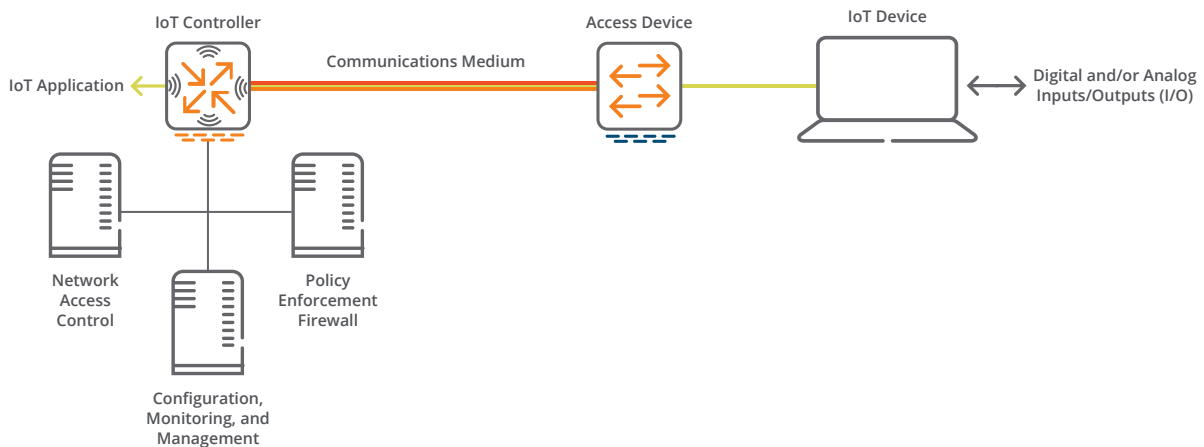 IoT Controller
Access Device
IoT Device
Communications Medium
IoT Application
Digital and/or Analog
Inputs/Outputs (I/O)
Network
Access
Control
Policy
Enforcement
Firewall
Configuration,
Monitoring, and
Management